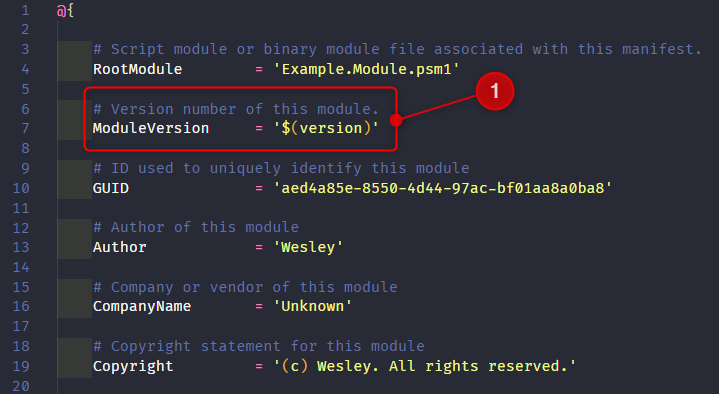 1 @{
2
3 # Script module or binary module file associated with this manifest.
4 RootModule = 'Example.Module.psm1'
5
6 # Version number of this module.
7 ModuleVersion = '$(version)'
1
8
9 # ID used to uniquely identify this module
10 GUID = 'aed4a85e-8550-4d44-97ac-bf01aa8a0ba8'
11
12 # Author of this module
13 Author = 'Wesley'
14
15 # Company or vendor of this module
16 CompanyName = 'Unknown'
17
18 # Copyright statement for this module
19 Copyright = '(c) Wesley. All rights reserved.'
20